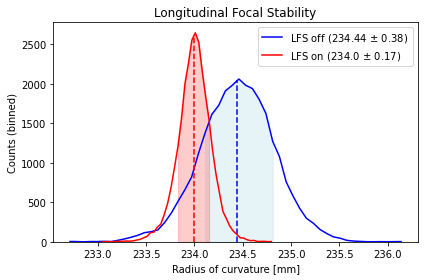 Longitudinal Focal Stability
LFS off (234.44 ± 0.38)
LFS on (234.0 ± 0.17)
Counts (binned)
2500
2000
1500
1000
500
0
233.0 233.5 234.0 234.5 235.0 235.5 236.0
Radius of curvature [mm]